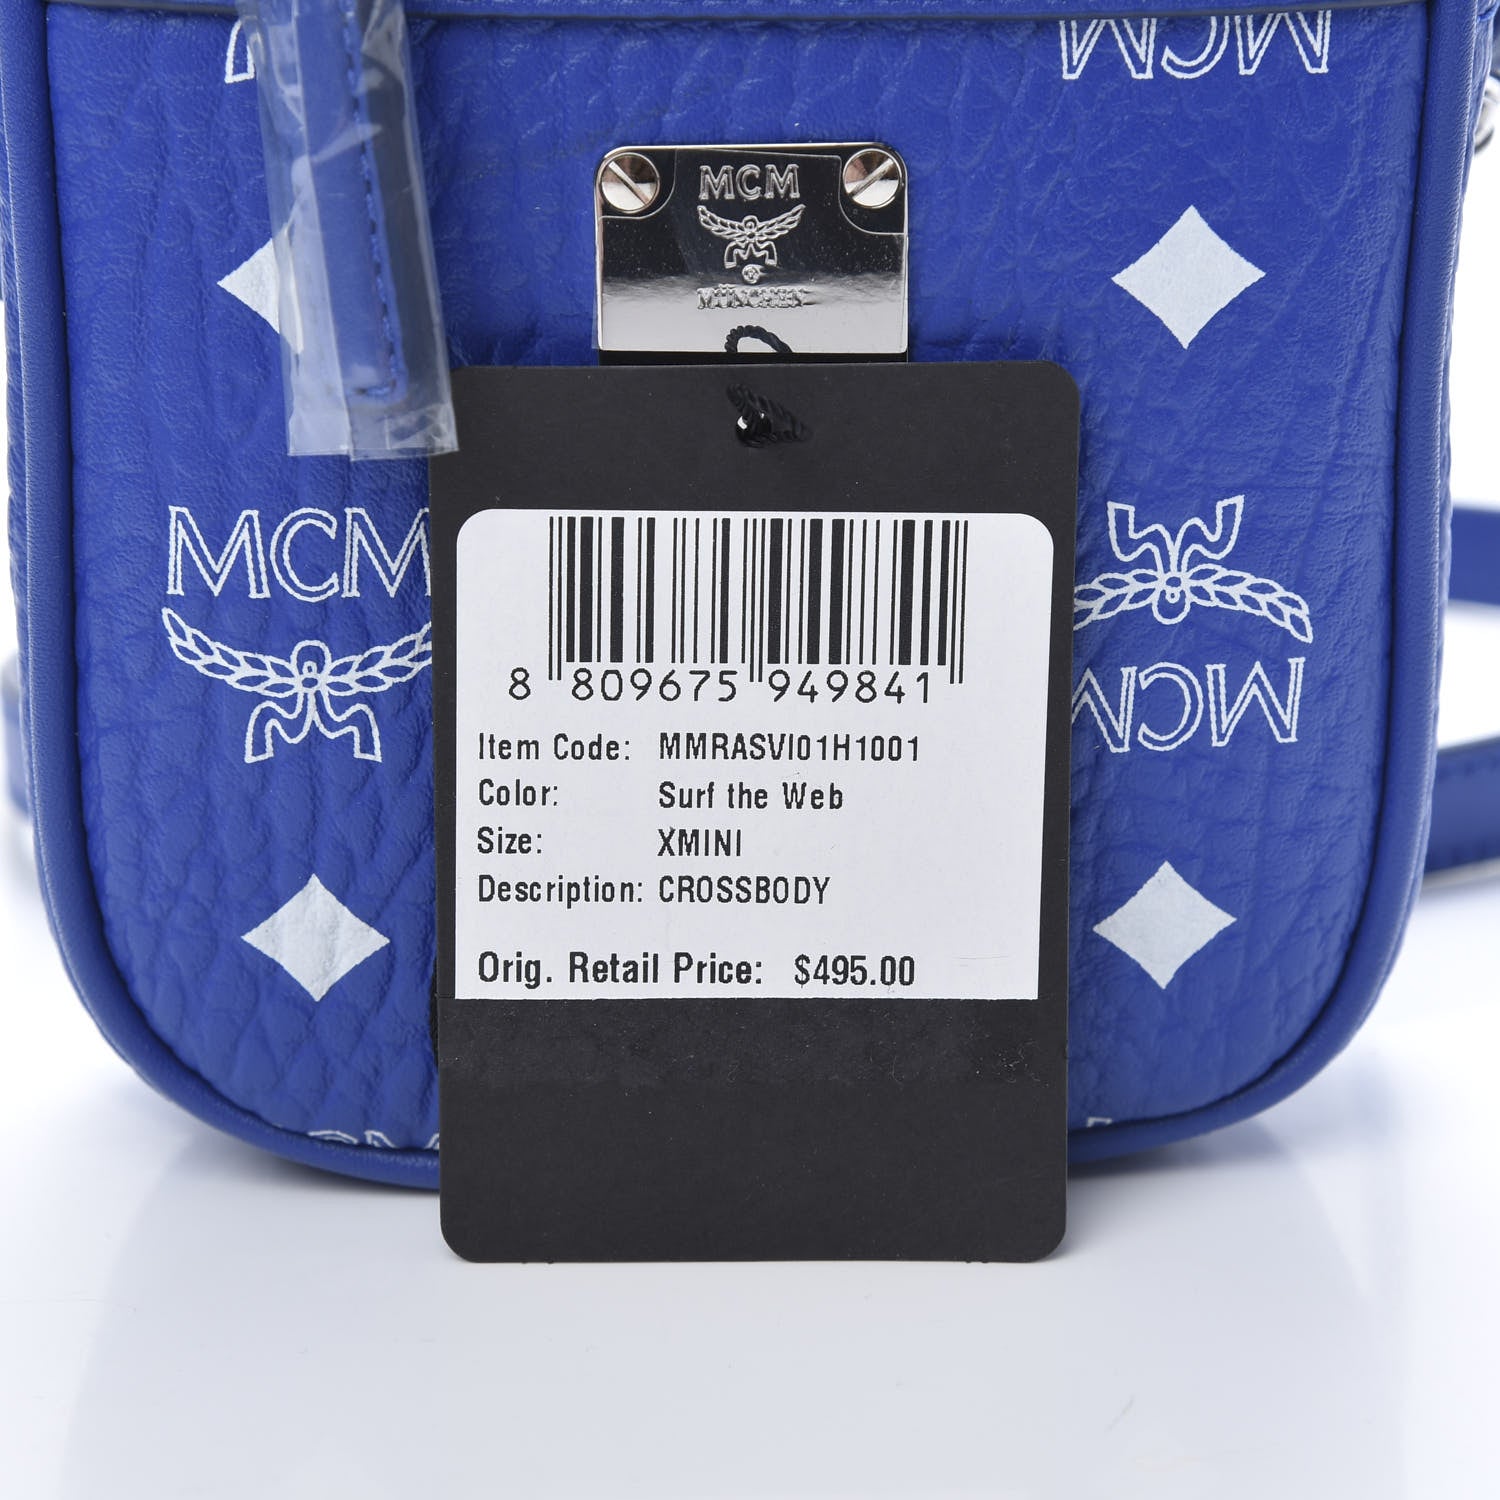 MCM
MCM
MÜNCHEN
MCM
8 809675 949841
Item Code: MMRASVI01H1001
Color: Surf the Web
Size: XMINI
Description: CROSSBODY
Orig. Retail Price: $495.00
MCM
CM